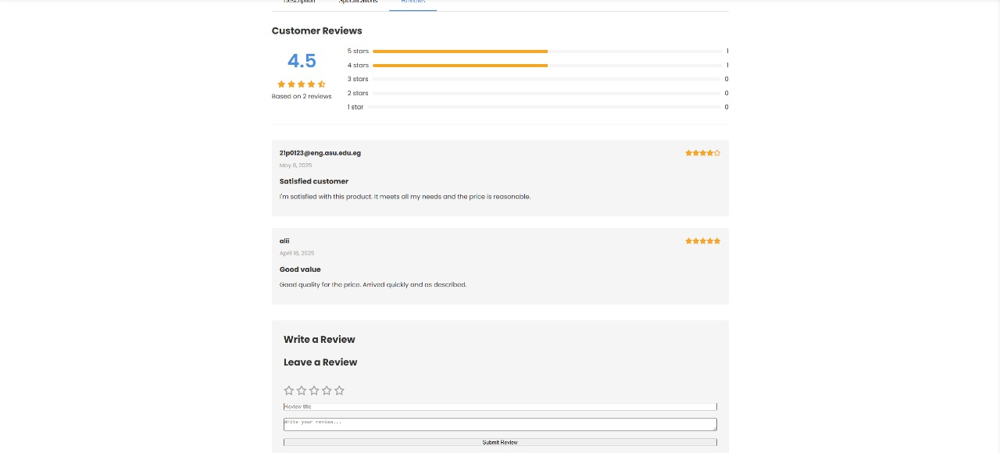 Description Specifications Reviews
Customer Reviews
4.5
Based on 2 reviews
5 stars 1
4 stars 1
3 stars 0
2 stars 0
1 star 0
21p0123@eng.asu.edu.eg
May 8, 2025
Satisfied customer
I'm satisfied with this product. It meets all my needs and the price is reasonable.
alii
April 18, 2025
Good value
Good quality for the price. Arrived quickly and as described.
Write a Review
Leave a Review
Review title
Write your review...
Submit Review